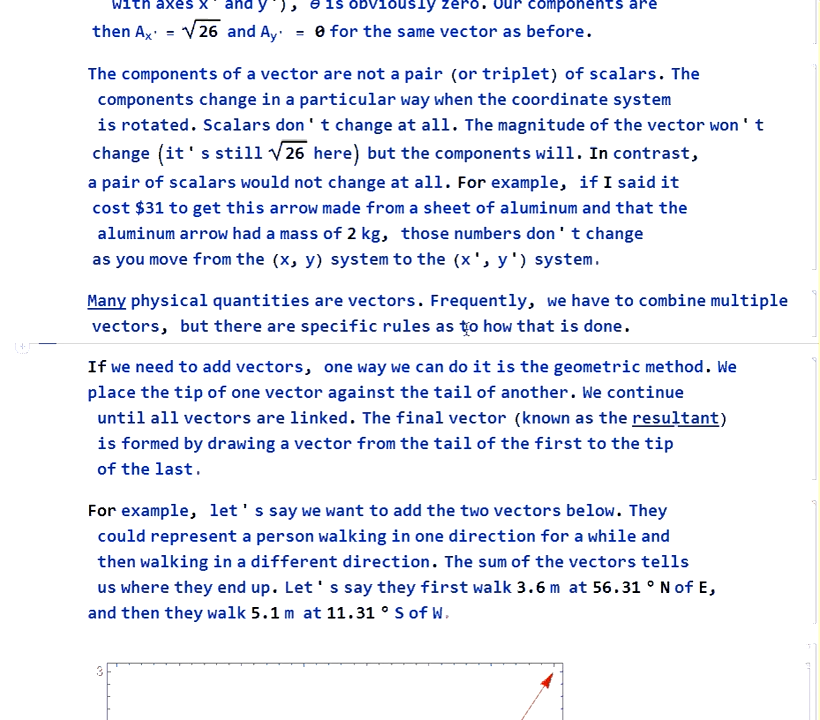 with axes x' and y'), θ is obviously zero. Our components are
then Ax' = √26 and Ay' = 0 for the same vector as before.
The components of a vector are not a pair (or triplet) of scalars. The
components change in a particular way when the coordinate system
is rotated. Scalars don't change at all. The magnitude of the vector won't
change (it's still √26 here) but the components will. In contrast,
a pair of scalars would not change at all. For example, if I said it
cost $31 to get this arrow made from a sheet of aluminum and that the
aluminum arrow had a mass of 2 kg, those numbers don't change
as you move from the (x, y) system to the (x', y') system.
Many physical quantities are vectors. Frequently, we have to combine multiple
vectors, but there are specific rules as to how that is done.
If we need to add vectors, one way we can do it is the geometric method. We
place the tip of one vector against the tail of another. We continue
until all vectors are linked. The final vector (known as the resultant)
is formed by drawing a vector from the tail of the first to the tip
of the last.
For example, let's say we want to add the two vectors below. They
could represent a person walking in one direction for a while and
then walking in a different direction. The sum of the vectors tells
us where they end up. Let's say they first walk 3.6 m at 56.31 ° N of E,
and then they walk 5.1 m at 11.31 ° S of W.
3